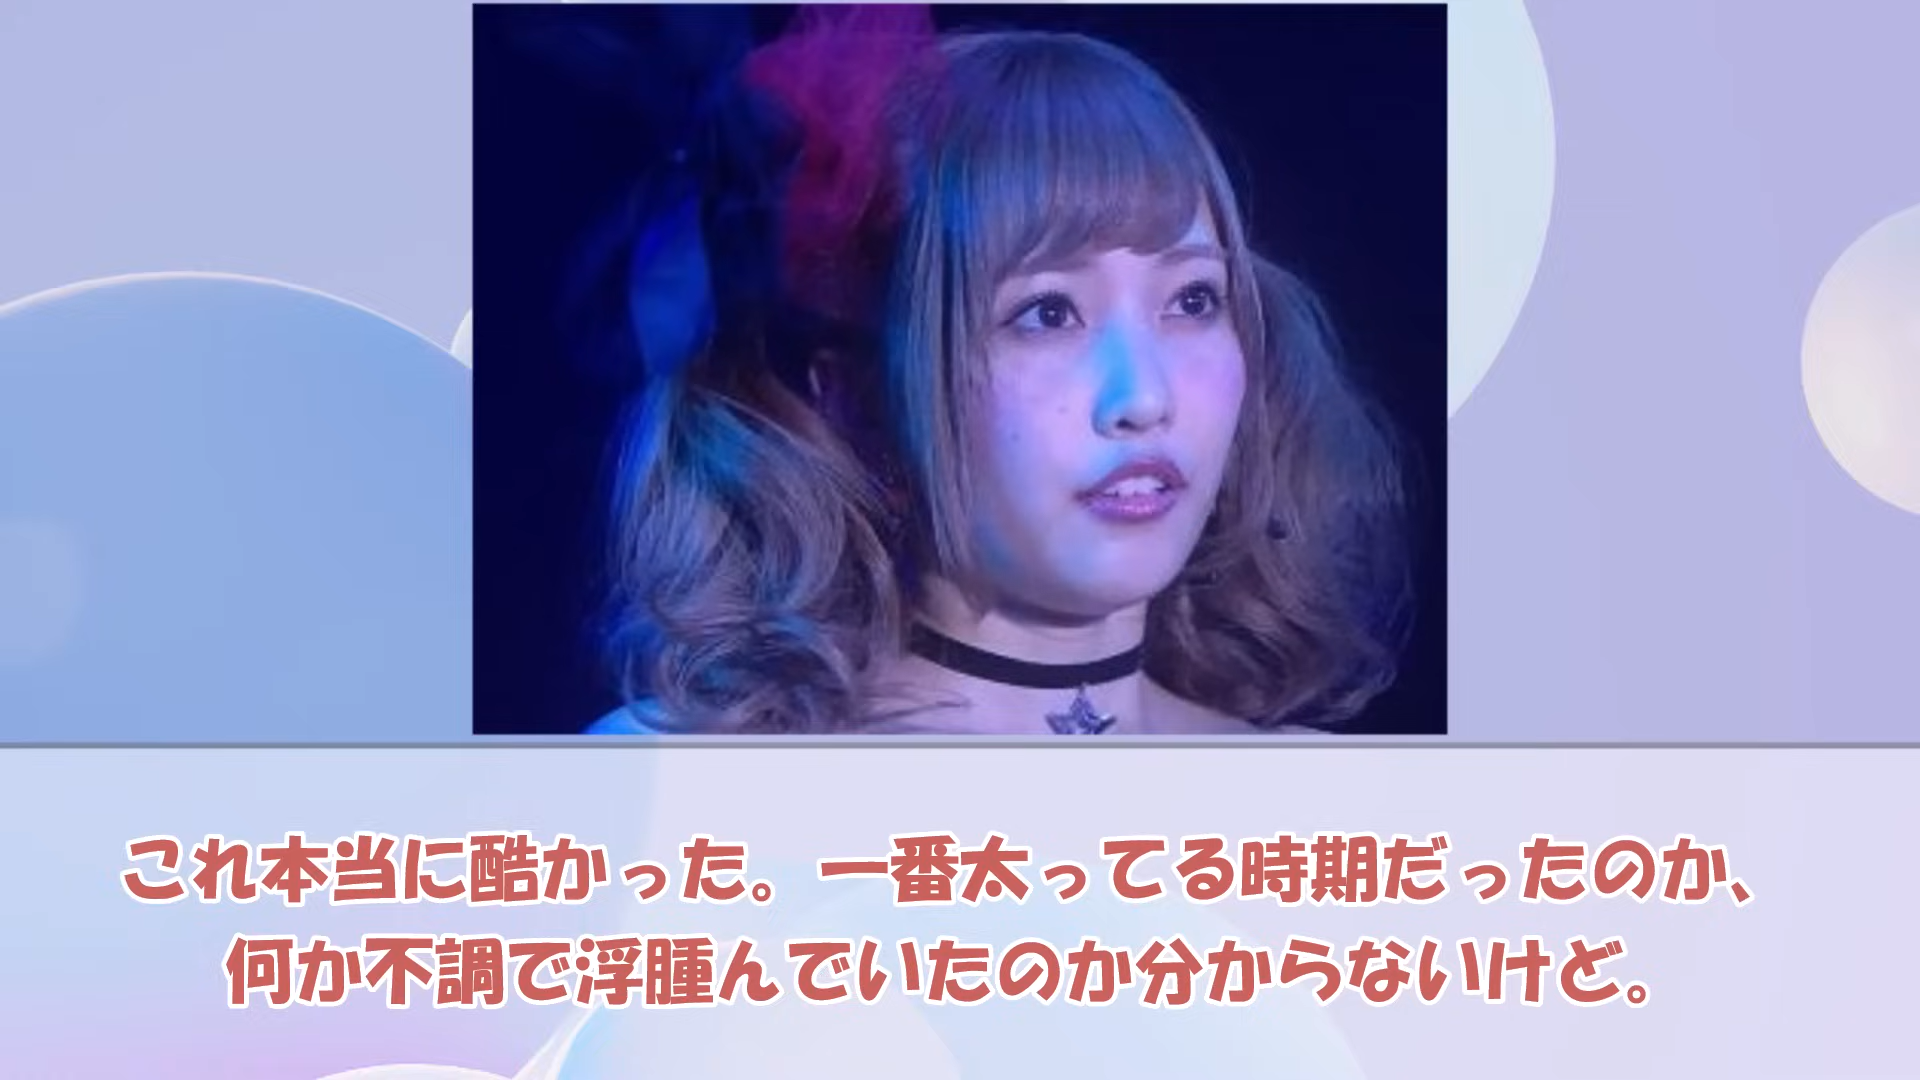 これ本当に酷かった。一番太ってる時期だったのか、
何か不調で浮腫んでいたのか分からないけど。